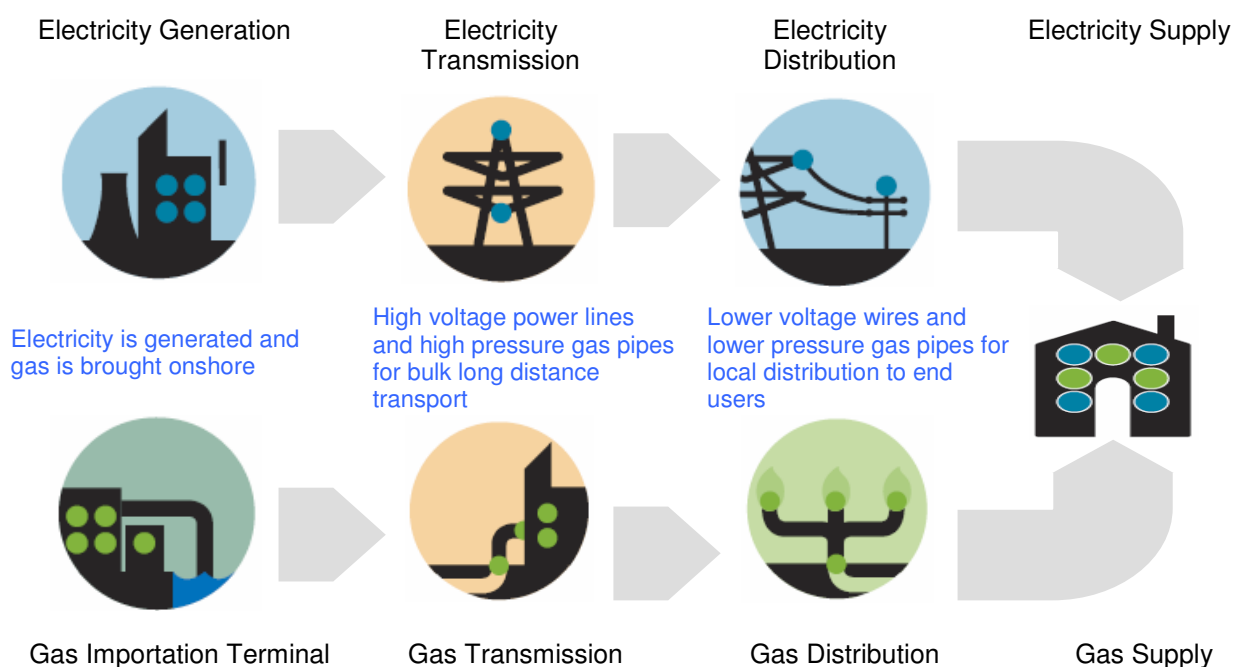 Electricity Generation
Electricity
Transmission
Electricity
Distribution
Electricity Supply
Electricity is generated and
gas is brought onshore
High voltage power lines
and high pressure gas pipes
for bulk long distance
transport
Lower voltage wires and
lower pressure gas pipes for
local distribution to end
users
Gas Importation Terminal
Gas Transmission
Gas Distribution
Gas Supply